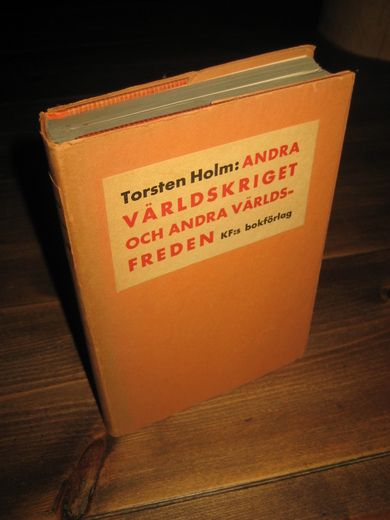 Torsten Holm: ANDRA
VÄRLDSKRIGET
OCH ANDRA VÄRLDS-
FREDEN KF:s bokförlag